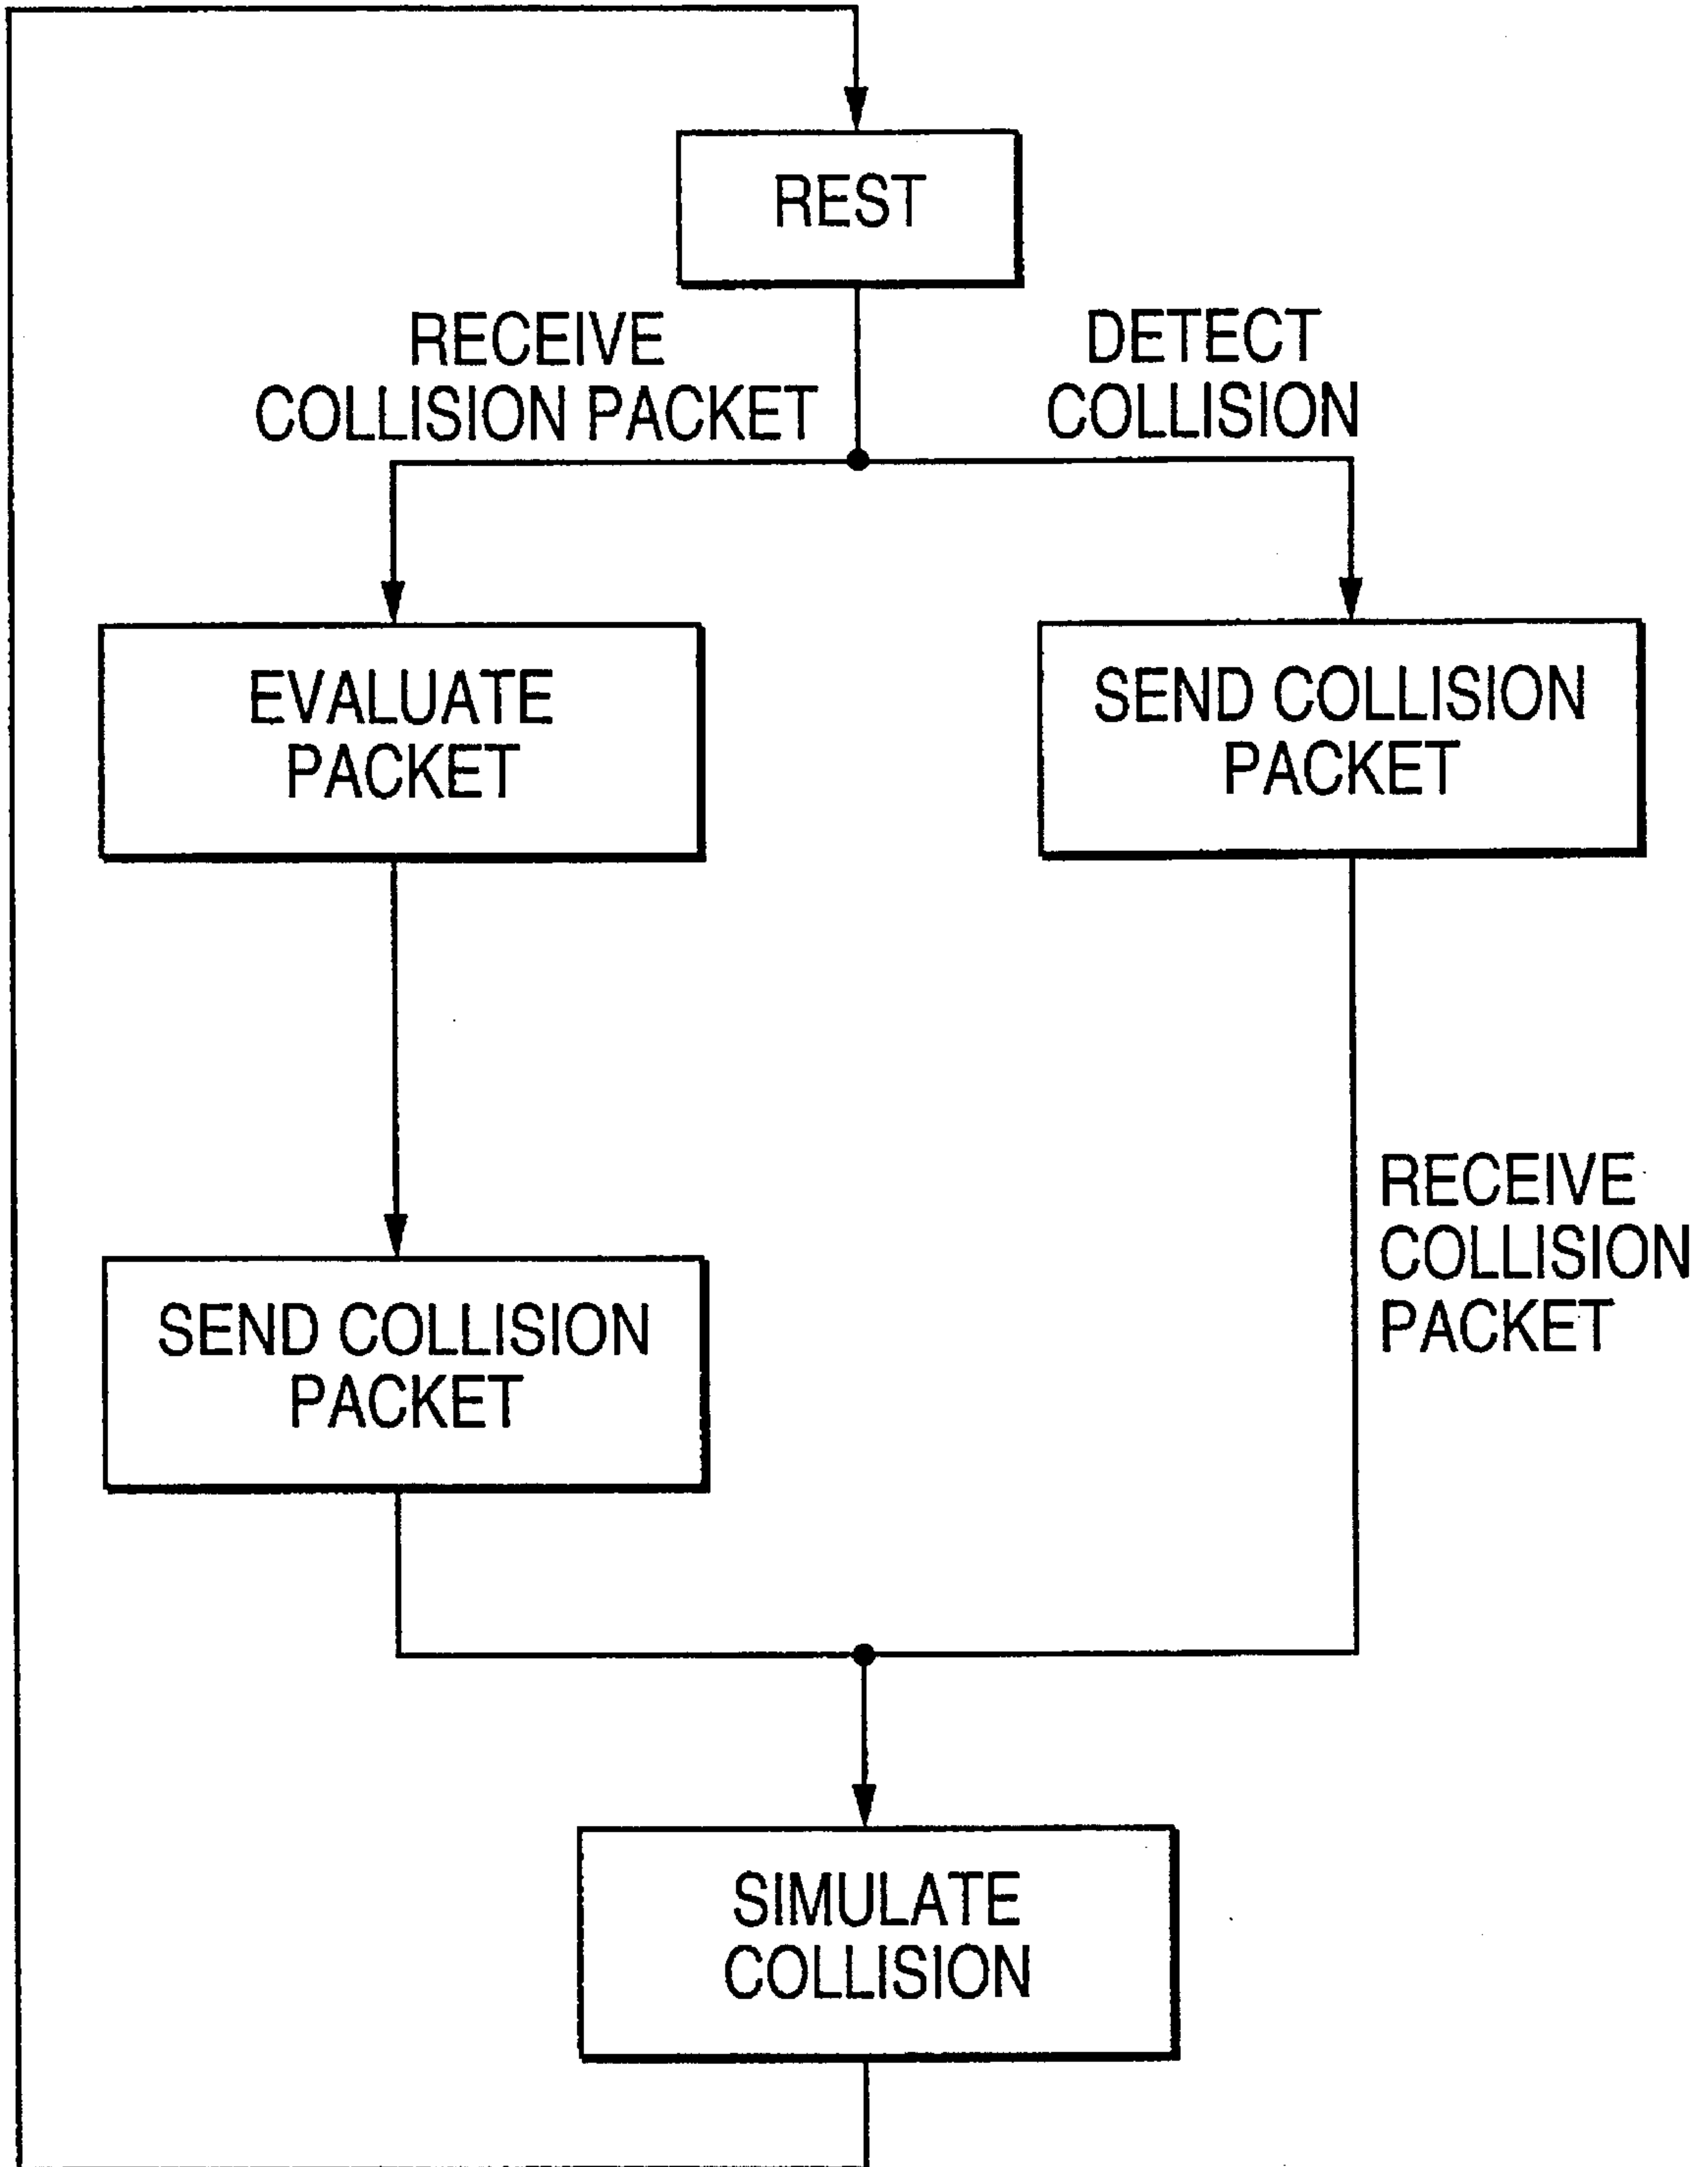 REST
RECEIVE
COLLISION PACKET
DETECT
COLLISION
EVALUATE
PACKET
SEND COLLISION
PACKET
RECEIVE
COLLISION
PACKET
SEND COLLISION
PACKET
SIMULATE
COLLISION